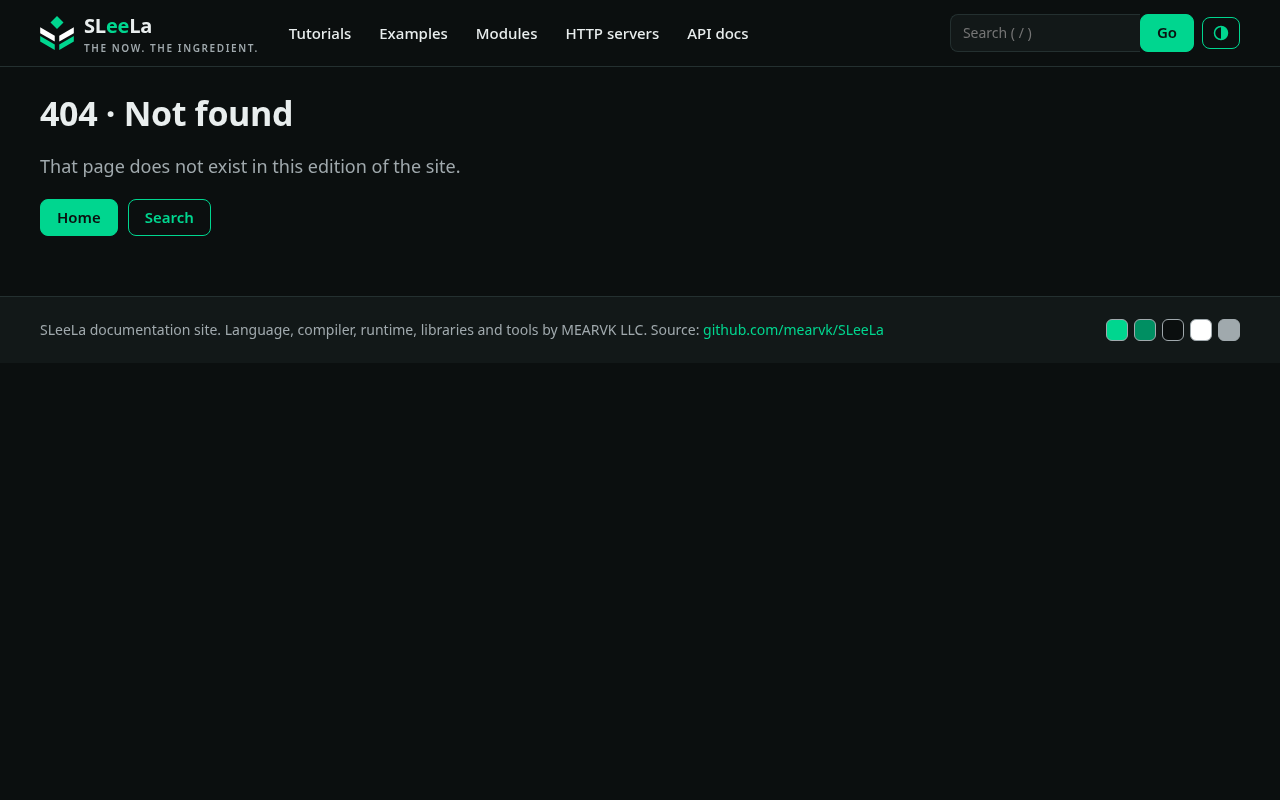 SLeeLa
THE NOW. THE INGREDIENT.
Tutorials
Examples
Modules
HTTP servers
API docs
Search ( / )
Go
404 · Not found
That page does not exist in this edition of the site.
Home
Search
SLeeLa documentation site. Language, compiler, runtime, libraries and tools by MEARVK LLC. Source: github.com/mearvk/SLeeLa